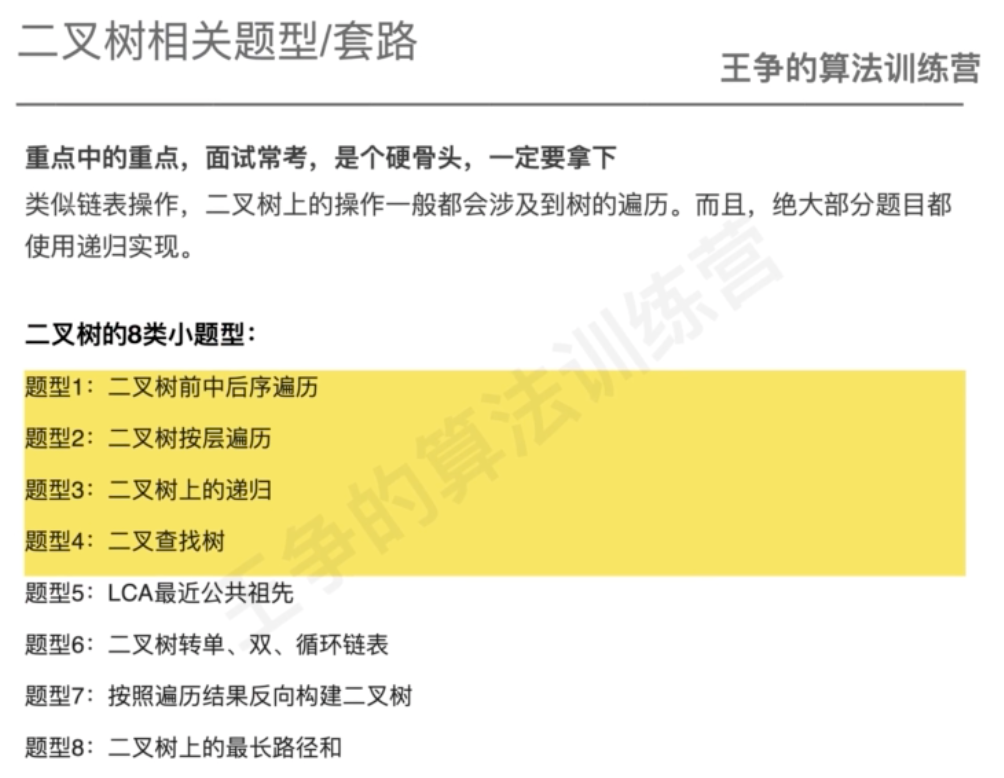 二叉树相关题型/套路
王争的算法训练营
重点中的重点，面试常考，是个硬骨头，一定要拿下
类似链表操作，二叉树上的操作一般都会涉及到树的遍历。而且，绝大部分题目都
使用递归实现。
二叉树的8类小题型：
题型1：二叉树前中后序遍历
题型2：二叉树按层遍历
题型3：二叉树上的递归
题型4：二叉查找树
题型5：LCA最近公共祖先
题型6：二叉树转单、双、循环链表
题型7：按照遍历结果反向构建二叉树
题型8：二叉树上的最长路径和
王争的算法训练营